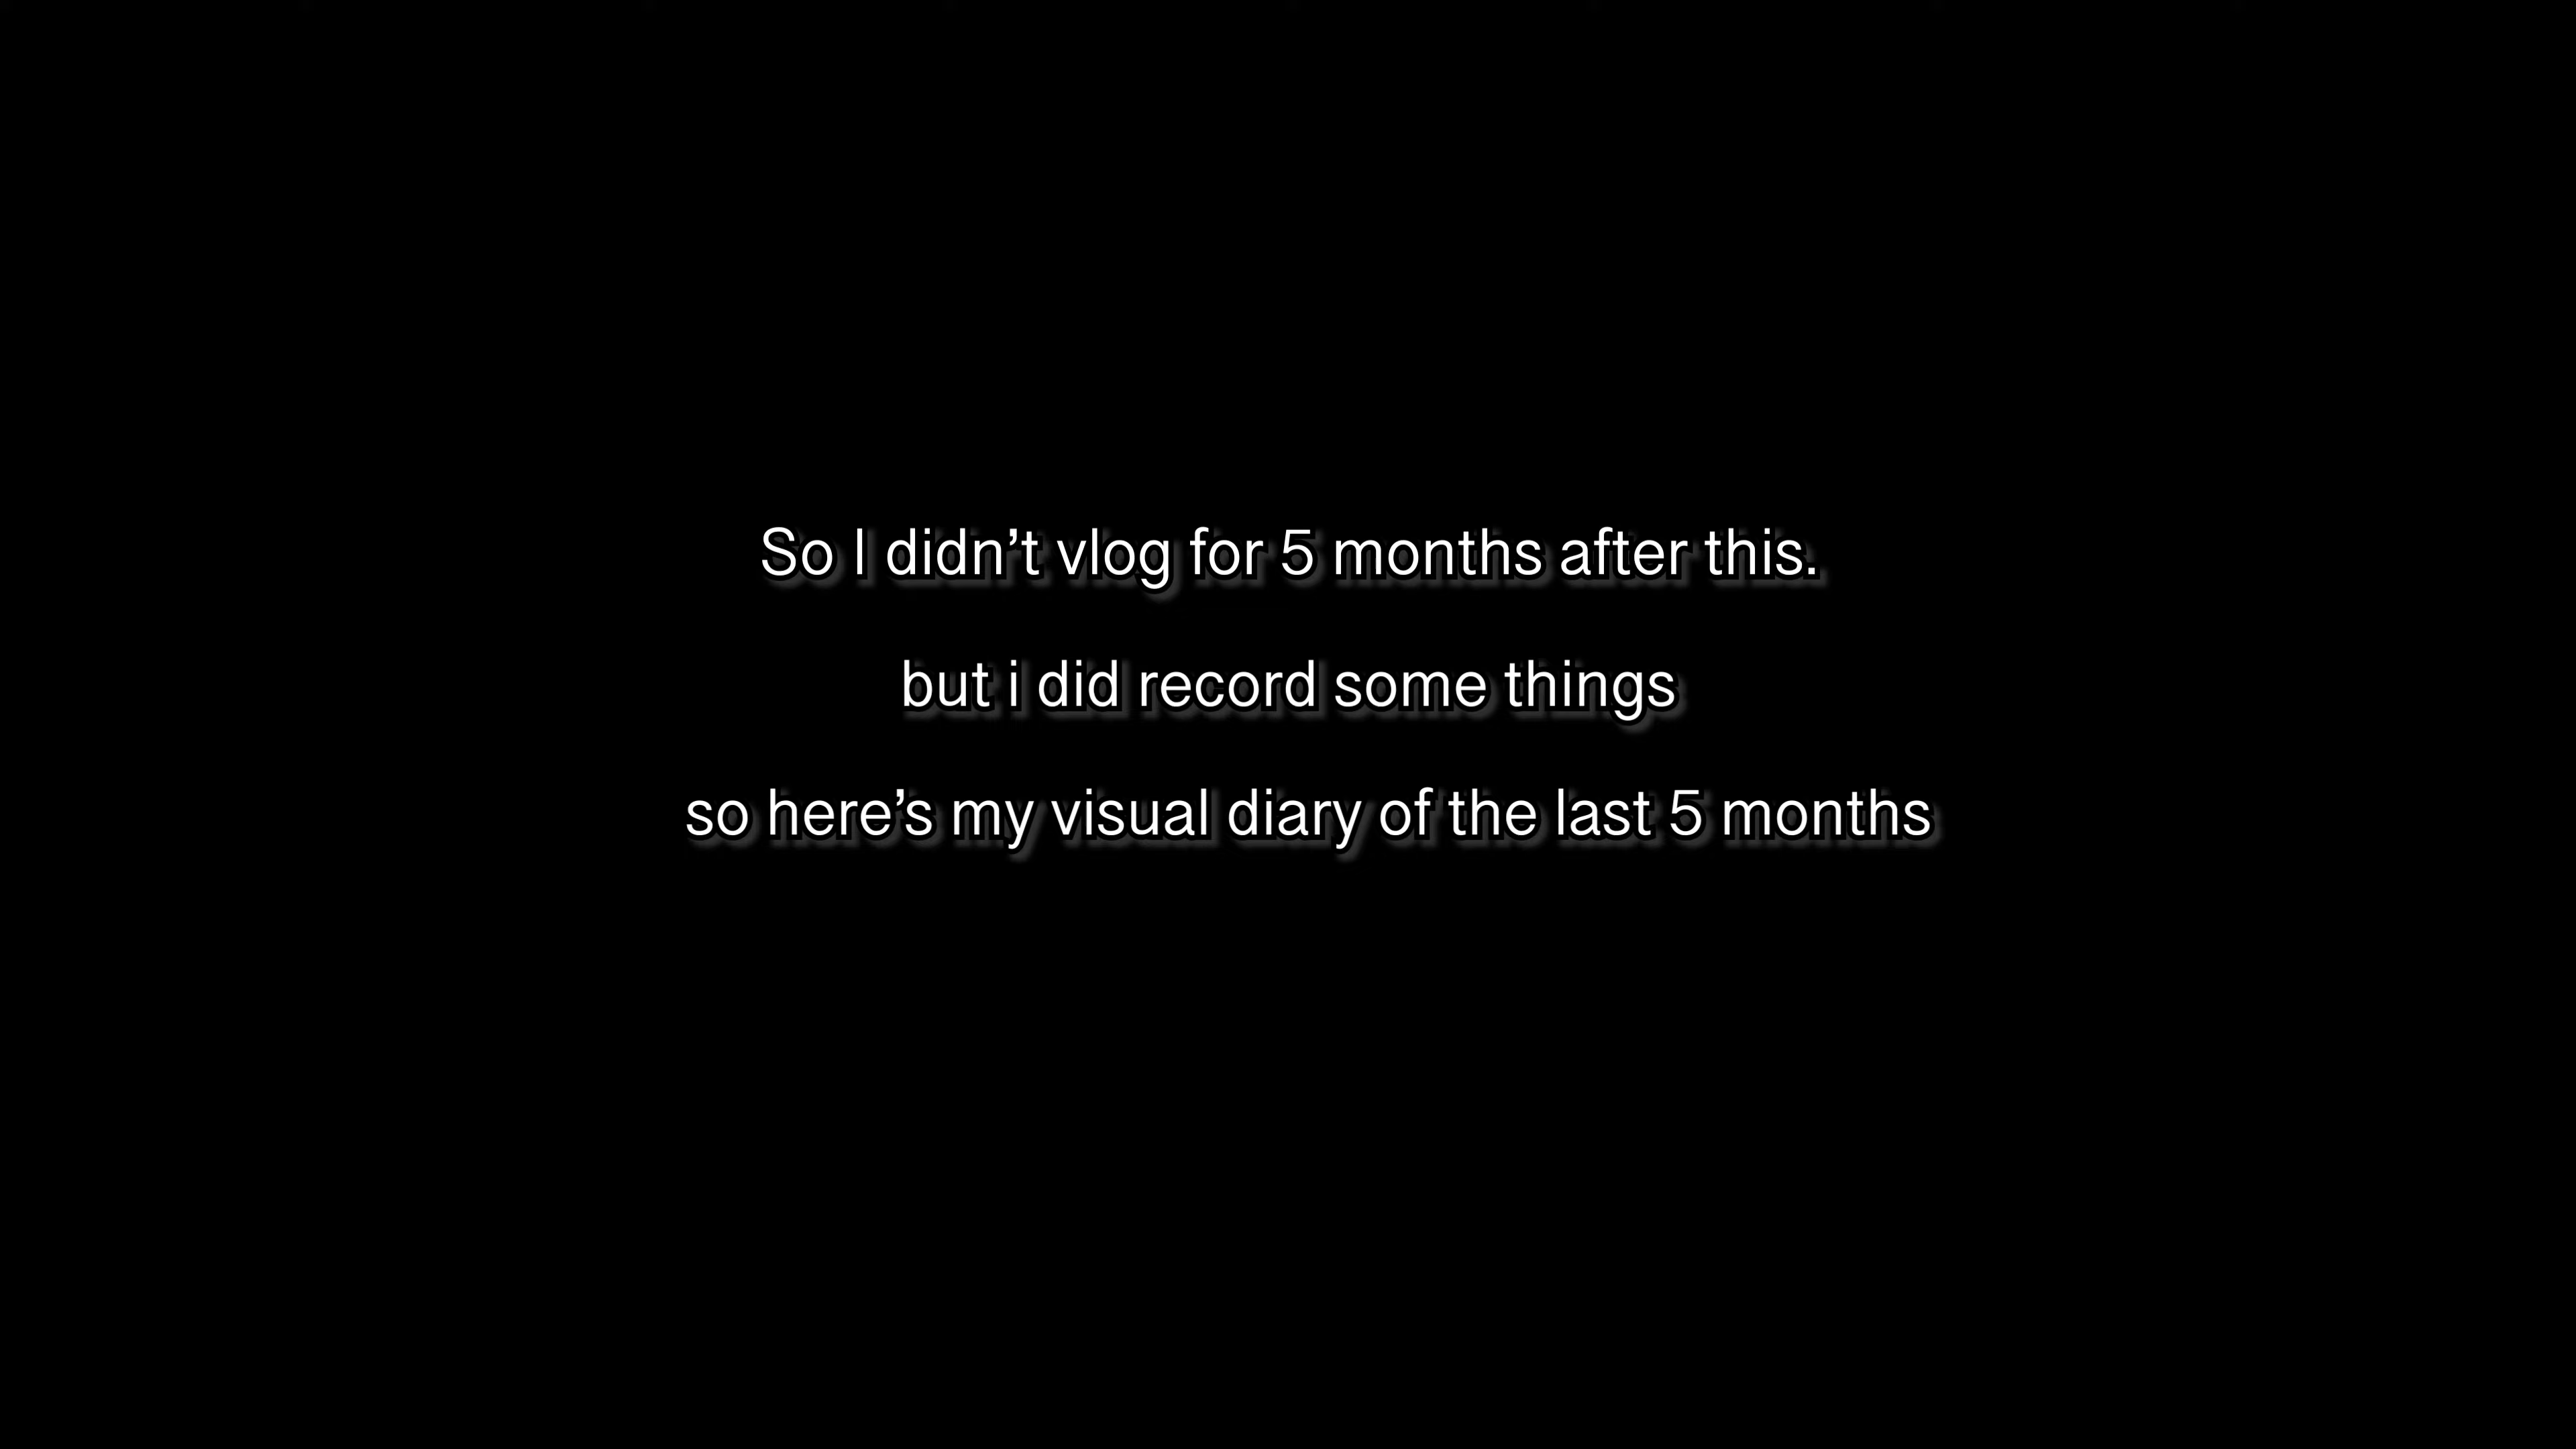 So I didn’t vlog for 5 months after this.
but i did record some things
so here’s my visual diary of the last 5 months